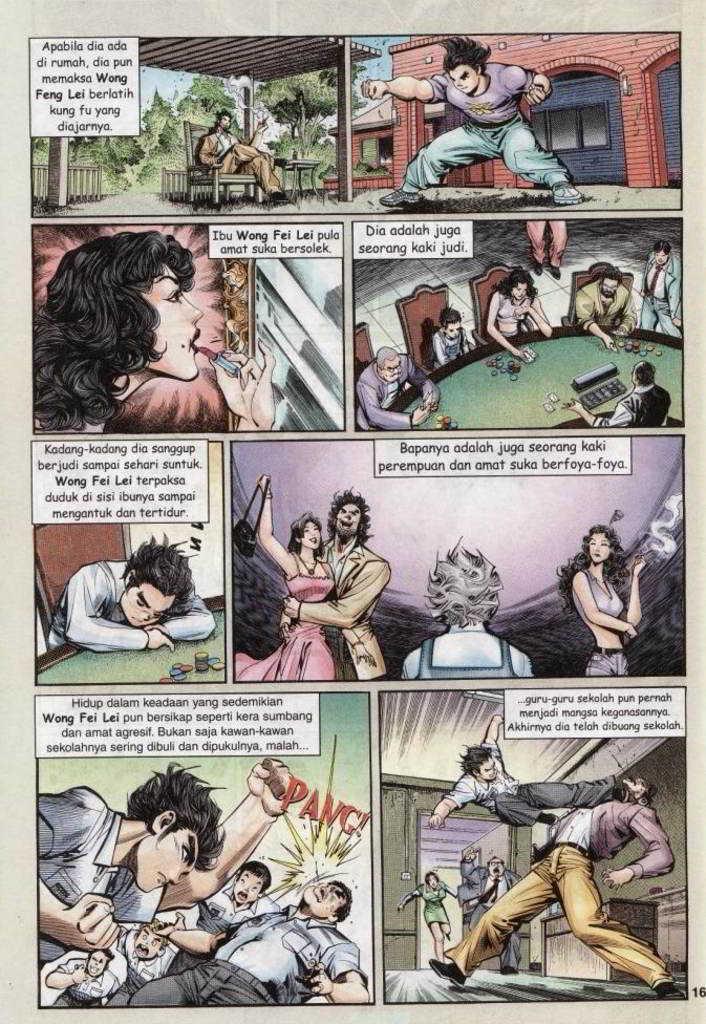 Apabila dia ada
di rumah, dia pun
memaksa Wong
Feng Lei berlatih
kung fu yang
diajarnya.
Ibu Wong Fei Lei pula
amat suka bersolek.
Dia adalah juga
seorang kaki judi.
Kadang-kadang dia sanggup
berjudi sampai sehari suntuk.
Wong Fei Lei terpaksa
duduk di sisi ibunya sampai
mengantuk dan tertidur.
Bapanya adalah juga seorang kaki
perempuan dan amat suka berfoya-foya.
Hidup dalam keadaan yang sedemikian
Wong Fei Lei pun bersikap seperti kera sumbang
dan amat agresif. Bukan saja kawan-kawan
sekolahnya sering dibuli dan dipukulnya, malah...
PANG!
...guru-guru sekolah pun pernah
menjadi mangsa keganasannya.
Akhirnya dia telah dibuang sekolah.
16